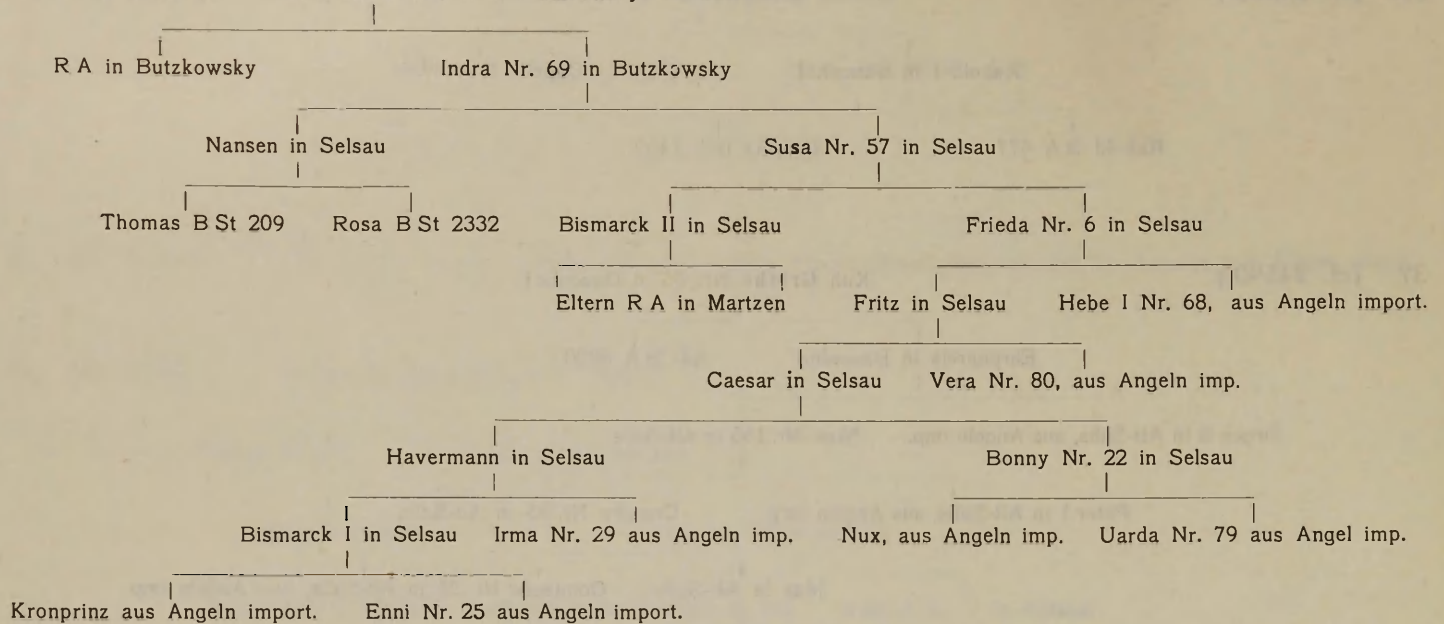 R A in Butzkowsky Indra Nr. 69 in Butzkowsky
Nansen in Selsau Susa Nr. 57 in Selsau
Thomas B St 209 Rosa B St 2332 Bismarck II in Selsau Frieda Nr. 6 in Selsau
Eltern R A in Martzen Fritz in Selsau Hebe I Nr. 68, aus Angeln import.
Caesar in Selsau Vera Nr. 80, aus Angeln imp.
Havermann in Selsau Bonny Nr. 22 in Selsau
Bismarck I in Selsau Irma Nr. 29 aus Angeln imp. Nux, aus Angeln imp. Uarda Nr. 79 aus Angel imp.
Kronprinz aus Angeln import. Enni Nr. 25 aus Angeln import.